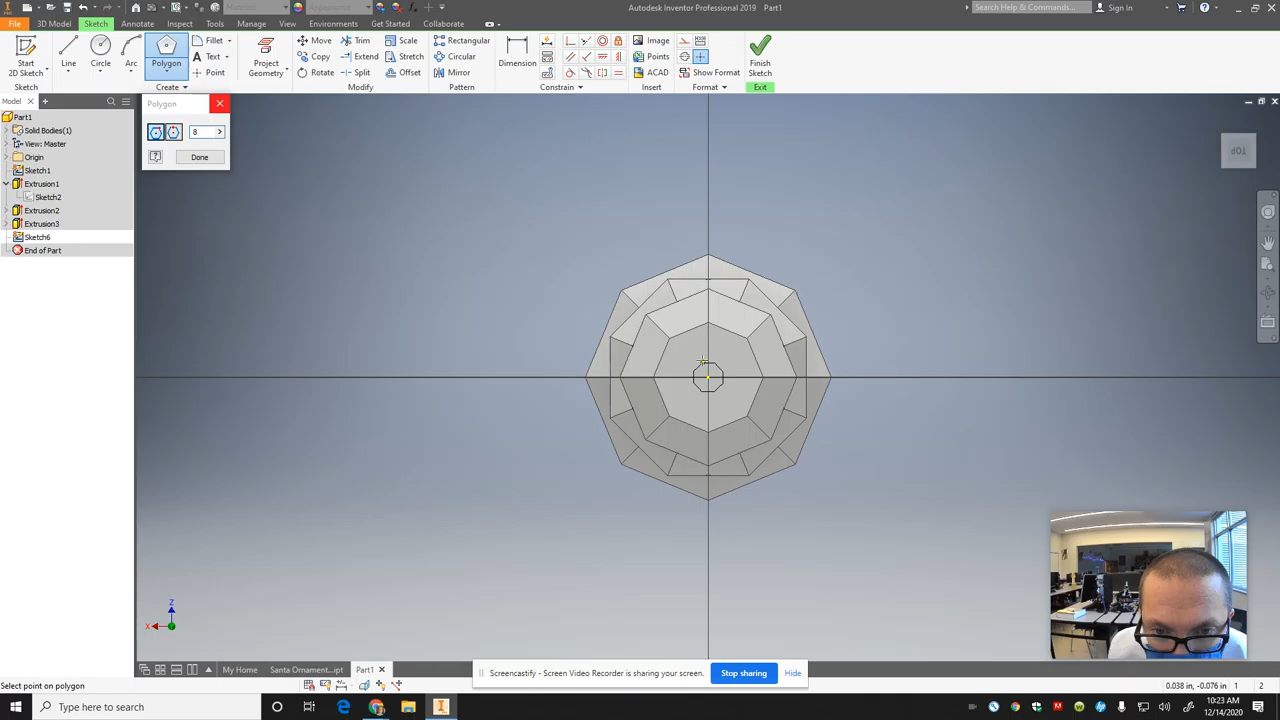 Material
Appearance
Autodesk Inventor Professional 2019 Part1
Search Help & Commands...
Sign In
File 3D Model Sketch Annotate Inspect Tools Manage View Environments Get Started Collaborate
Start
2D Sketch
Line
Circle
Arc
Polygon
Fillet
Text
Point
Project
Geometry
Move
Copy
Rotate
Trim
Extend
Split
Scale
Stretch
Offset
Rectangular
Circular
Mirror
Dimension
Image
Points
ACAD
Show Format
Finish
Sketch
Sketch Create Modify Pattern Constrain Insert Format Exit
Model
Part1
Solid Bodies(1)
View: Master
Origin
Sketch1
Extrusion1
Sketch2
Extrusion2
Extrusion3
Sketch6
End of Part
Polygon
8
Done
TOP
Z
X
My Home Santa Ornament...ipt Part1
Screencastify - Screen Video Recorder is sharing your screen.
Stop sharing
Hide
Select point on polygon
0.038 in, -0.076 in 1 2
Type here to search
10:23 AM
12/14/2020